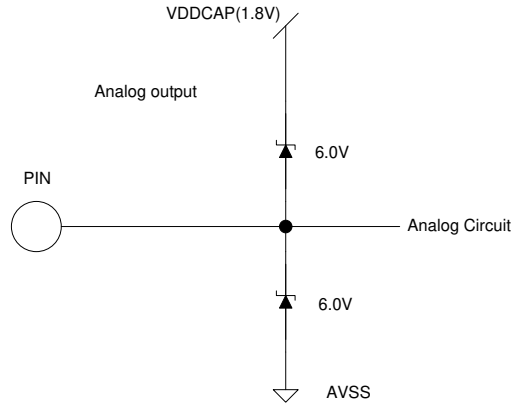 VDDCAP(1.8V)
Analog output
6.0V
PIN
Analog Circuit
6.0V
AVSS